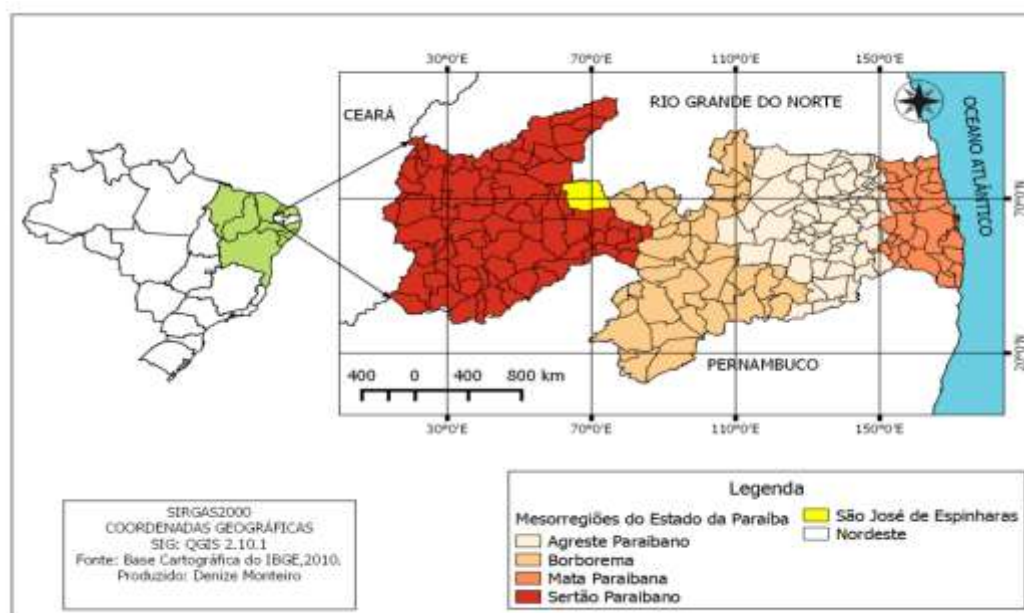 30°0'E 70°0'E 110°0'E 150°0'E
CEARÁ
RIO GRANDE DO NORTE
OCEANO ATLÂNTICO
PERNAMBUCO
400 0 400 800 km
30°0'E 70°0'E 110°0'E 150°0'E
SIRGAS2000
COORDENADAS GEOGRÁFICAS
SIG: QGIS 2.10.1
Fonte: Base Cartográfica do IBGE,2010.
Produzido: Denize Monteiro
Legenda
Mesorregiões do Estado da Paraíba
Agreste Paraibano
Borborema
Mata Paraibana
Sertão Paraibano
São José de Espinharas
Nordeste